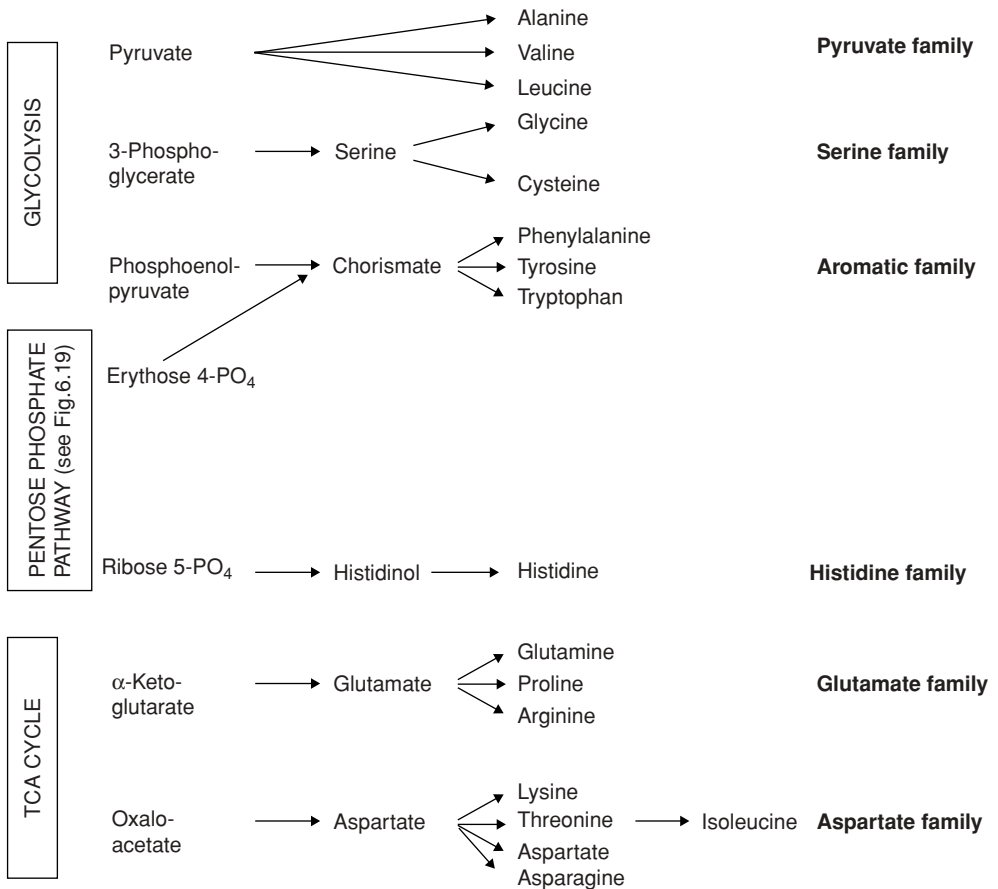 GLYCOLYSIS
Pyruvate
Alanine
Valine
Leucine
Pyruvate family
3-Phospho-
glycerate
Serine
Glycine
Cysteine
Serine family
Phosphoenol-
pyruvate
Chorismate
Phenylalanine
Tyrosine
Tryptophan
Aromatic family
PENTOSE PHOSPHATE
PATHWAY (see Fig.6.19)
Erythose 4-PO₄
Ribose 5-PO₄
Histidinol
Histidine
Histidine family
TCA CYCLE
α-Keto-
glutarate
Glutamate
Glutamine
Proline
Arginine
Glutamate family
Oxalo-
acetate
Aspartate
Lysine
Threonine
Aspartate
Asparagine
Isoleucine
Aspartate family